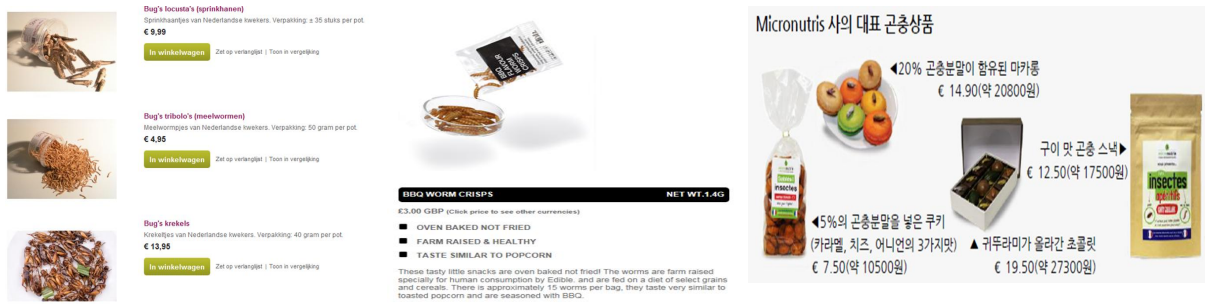 Bug's locusta's (sprinkhanen)
Sprinkhaantjes van Nederlandse kwekers. Verpakking: ± 35 stuks per pot.
€ 9,99
In winkelwagen Zet op verlanglijst | Toon in vergelijking
Bug's tribolo's (meelwormen)
Meelwormpjes van Nederlandse kwekers. Verpakking: 50 gram per pot.
€ 4,95
In winkelwagen Zet op verlanglijst | Toon in vergelijking
Bug's krekels
Krekeltjes van Nederlandse kwekers. Verpakking: 40 gram per pot.
€ 13,95
In winkelwagen Zet op verlanglijst | Toon in vergelijking
BBQ
FLAVOUR
WORM
CRISPS
BBQ WORM CRISPS NET WT.1.4G
£3.00 GBP (Click price to see other currencies)
OVEN BAKED NOT FRIED
FARM RAISED & HEALTHY
TASTE SIMILAR TO POPCORN
These tasty little snacks are oven baked not fried! The worms are farm raised
specially for human consumption by Edible. and are fed on a diet of select grains
and cereals. There is approximately 15 worms per bag, they taste very similar to
toasted popcorn and are seasoned with BBQ.
Micronutris 사의 대표 곤충상품
◀20% 곤충분말이 함유된 마카롱
€ 14.90(약 20800원)
구이 맛 곤충 스낵▶
€ 12.50(약 17500원)
◀5%의 곤충분말을 넣은 쿠키
(카라멜, 치즈, 어니언의 3가지맛)
€ 7.50(약 10500원)
▲ 귀뚜라미가 올라간 초콜릿
€ 19.50(약 27300원)
insectes
insectes